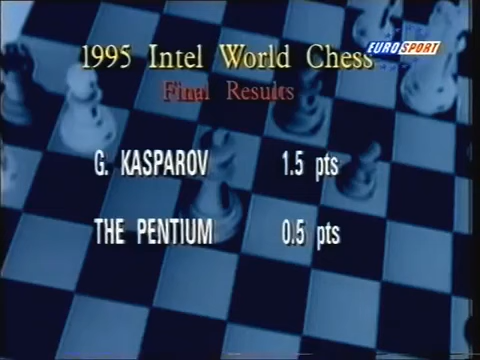 1995 Intel World Chess
EUROSPORT
Final Results
G. KASPAROV 1.5 pts
THE PENTIUM 0.5 pts